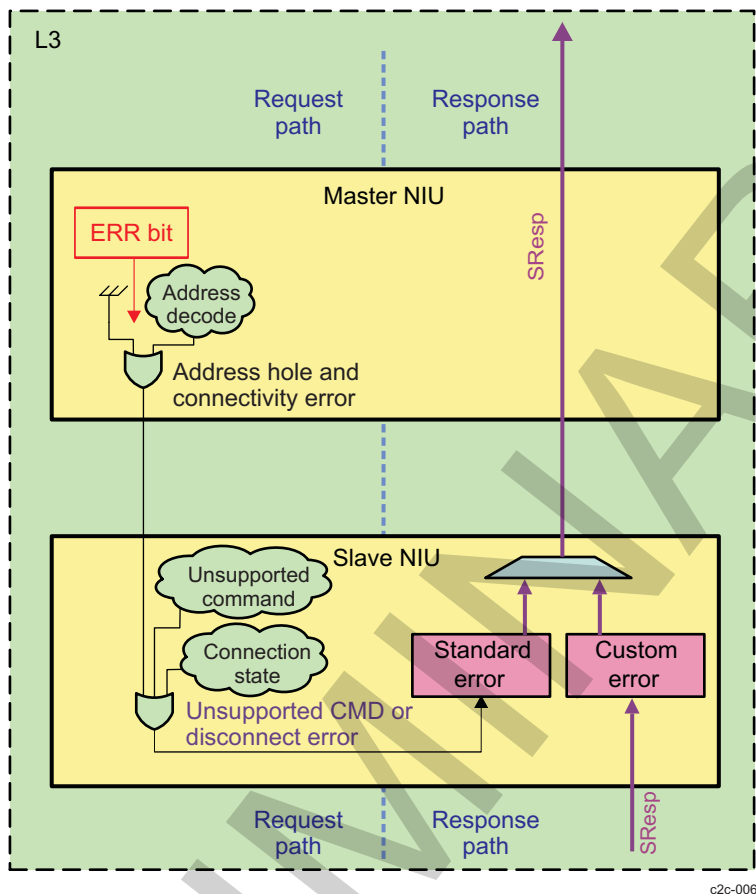 L3
Request
path
Response
path
Master NIU
ERR bit
Address
decode
Address hole and
connectivity error
SResp
Slave NIU
Unsupported
command
Connection
state
Unsupported CMD or
disconnect error
Standard
error
Custom
error
Request
path
Response
path
SResp
c2c-006